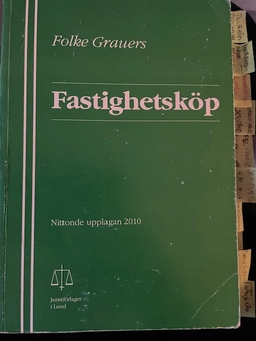 Folke Grauers
Fastighetsköp
Nittonde upplagan 2010
Juristförlaget
i Lund